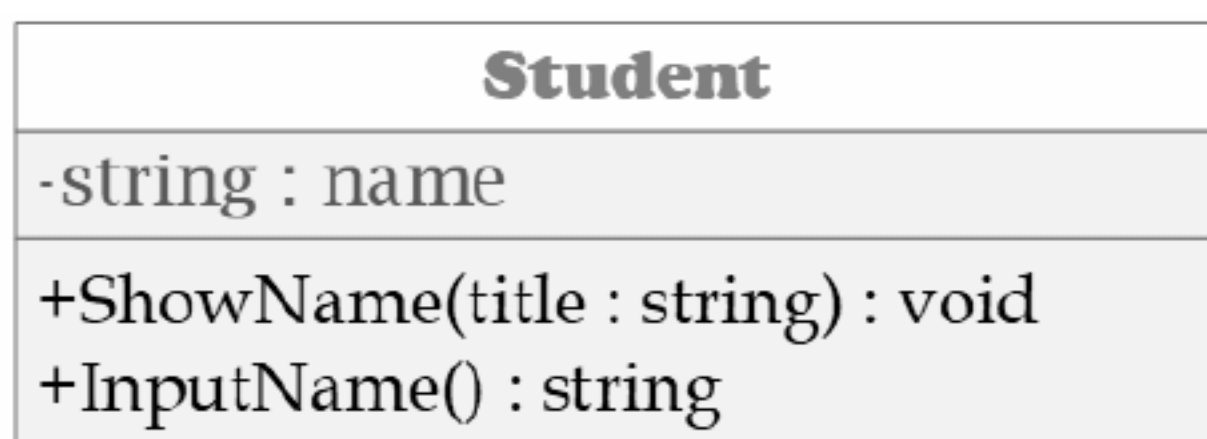 Student
-string : name
+ShowName(title : string) : void
+InputName() : string